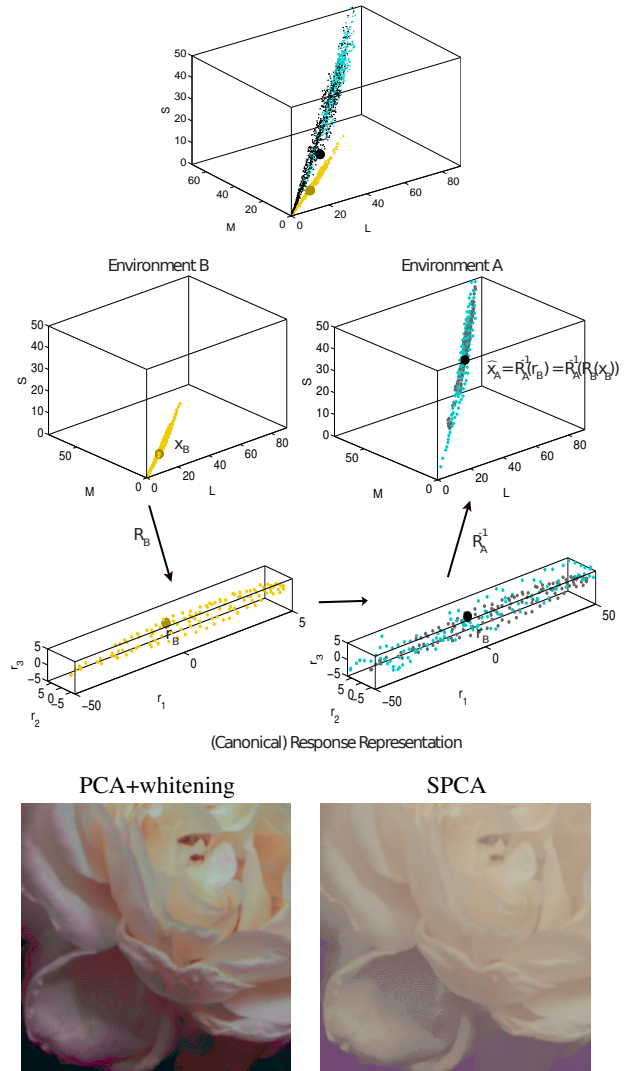 50
40
30
20
10
0
S
60
40
20
0
M
0
20
40
60
80
L
Environment B
Environment A
50
40
30
20
10
0
S
50
0
M
0
20
40
60
80
L
x_B
50
40
30
20
10
0
S
50
0
M
0
20
40
60
80
L
x̂_A=R_A^-1(r_B) = R_A^-1(R_B(x_B))
R_B
R_A^-1
5
0
−5
r_3
5
0
−5
r_2
−50
0
5
r_1
r_B
5
0
−5
r_3
5
0
−5
r_2
−50
0
50
r_1
r_B
(Canonical) Response Representation
PCA+whitening
SPCA